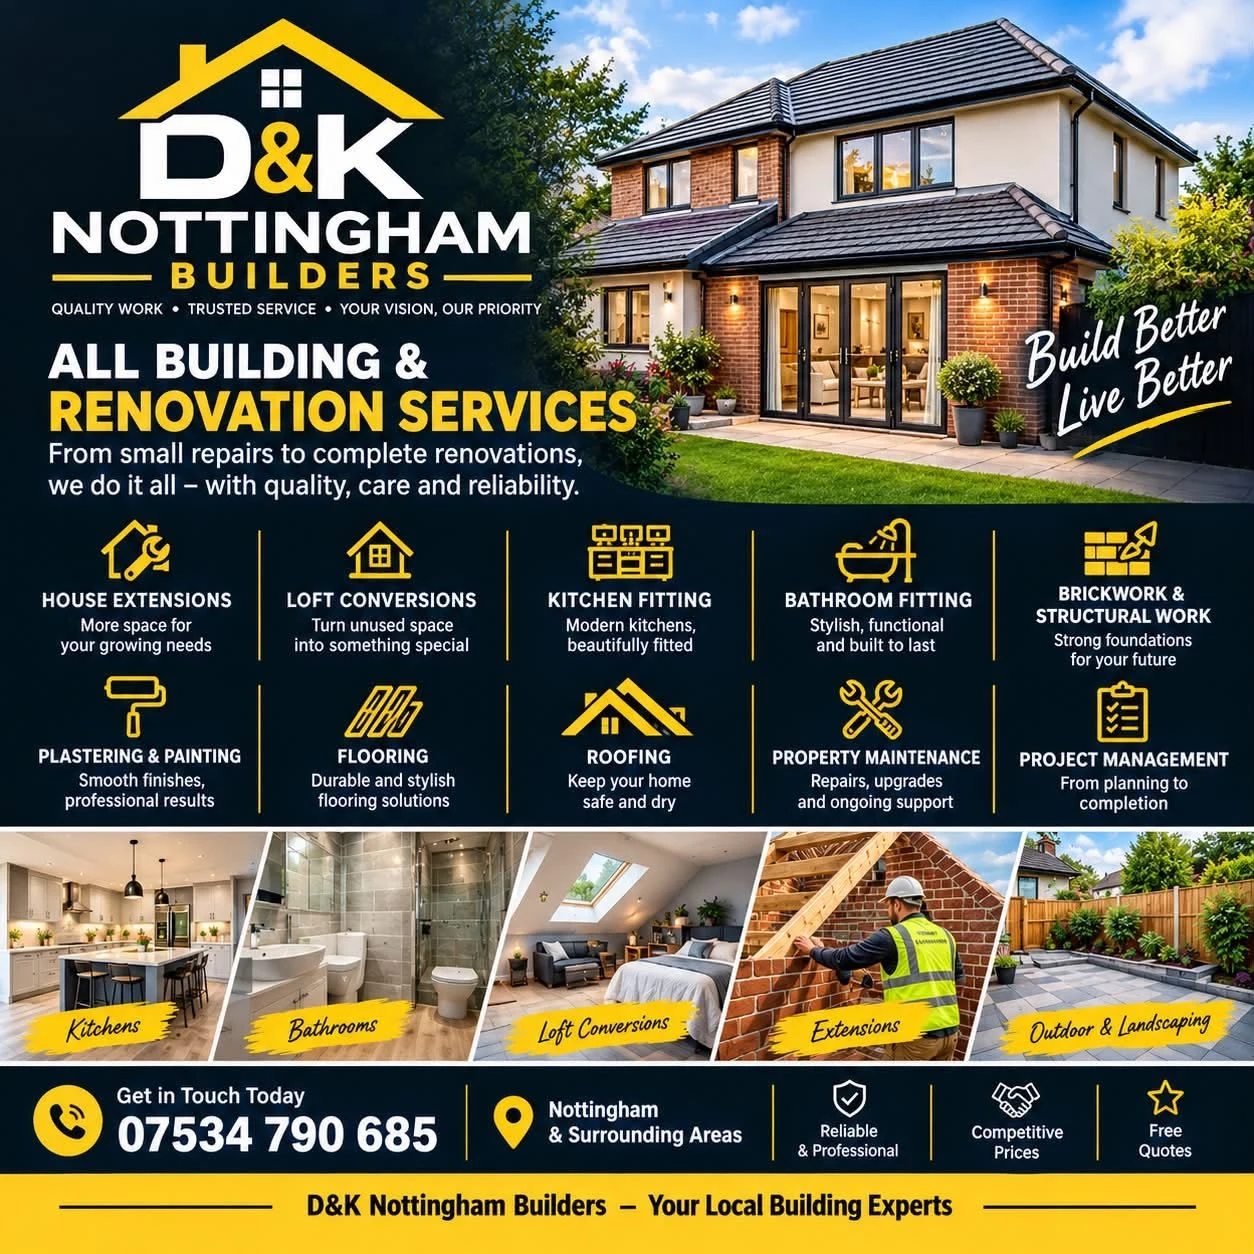 D&K
NOTTINGHAM
BUILDERS
QUALITY WORK • TRUSTED SERVICE • YOUR VISION, OUR PRIORITY
ALL BUILDING &
RENOVATION SERVICES
From small repairs to complete renovations,
we do it all – with quality, care and reliability.
Build Better
Live Better
HOUSE EXTENSIONS
More space for
your growing needs
LOFT CONVERSIONS
Turn unused space
into something special
KITCHEN FITTING
Modern kitchens,
beautifully fitted
BATHROOM FITTING
Stylish, functional
and built to last
BRICKWORK &
STRUCTURAL WORK
Strong foundations
for your future
PLASTERING & PAINTING
Smooth finishes,
professional results
FLOORING
Durable and stylish
flooring solutions
ROOFING
Keep your home
safe and dry
PROPERTY MAINTENANCE
Repairs, upgrades
and ongoing support
PROJECT MANAGEMENT
From planning to
completion
Kitchens
Bathrooms
Loft Conversions
Extensions
Outdoor & Landscaping
Get in Touch Today
07534 790 685
Nottingham
& Surrounding Areas
Reliable
& Professional
Competitive
Prices
Free
Quotes
D&K Nottingham Builders – Your Local Building Experts